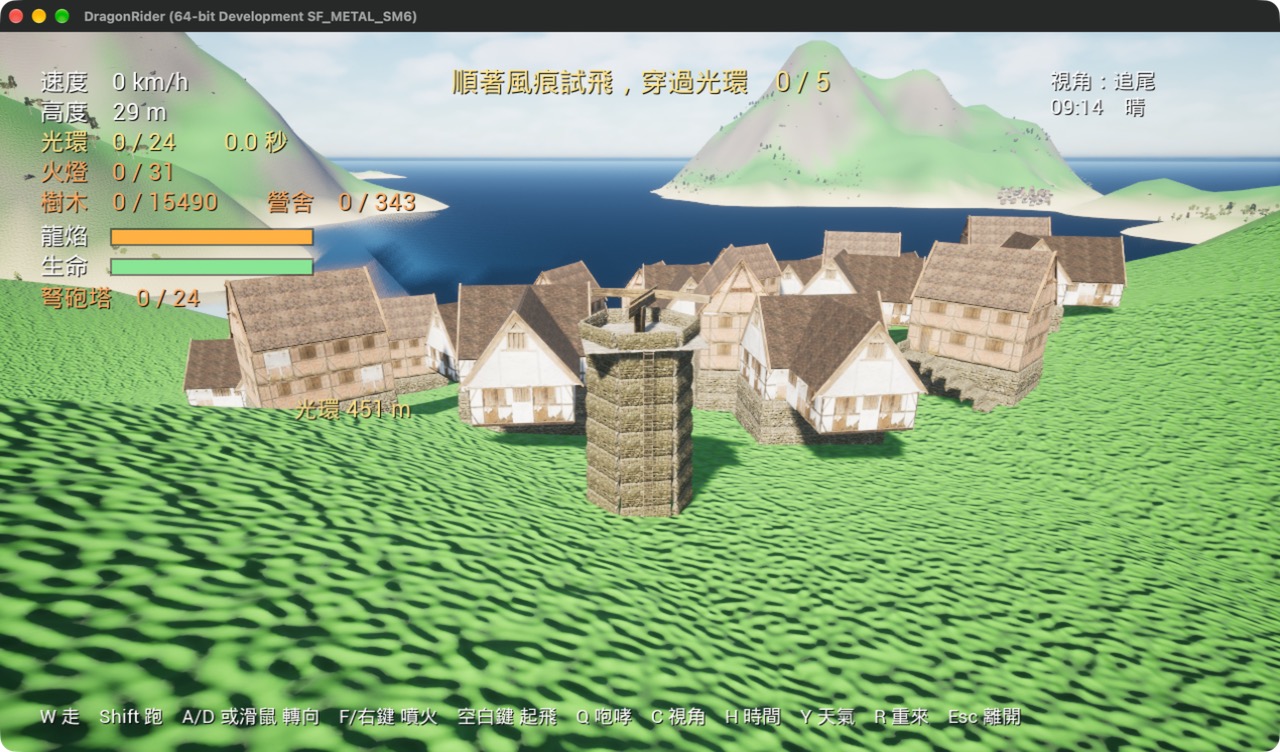 DragonRider (64-bit Development SF_METAL_SM6)
順著風痕試飛，穿過光環 0 / 5
視角：追尾
09:14 晴
速度 0 km/h
高度 29 m
光環 0 / 24 0.0 秒
火燈 0 / 31
樹木 0 / 15490 營舍 0 / 343
龍焰
生命
弩砲塔 0 / 24
光環 451 m
W 走 Shift 跑 A/D 或滑鼠 轉向 F/右鍵 噴火 空白鍵 起飛 Q 咆哮 C 視角 H 時間 Y 天氣 R 重來 Esc 離開